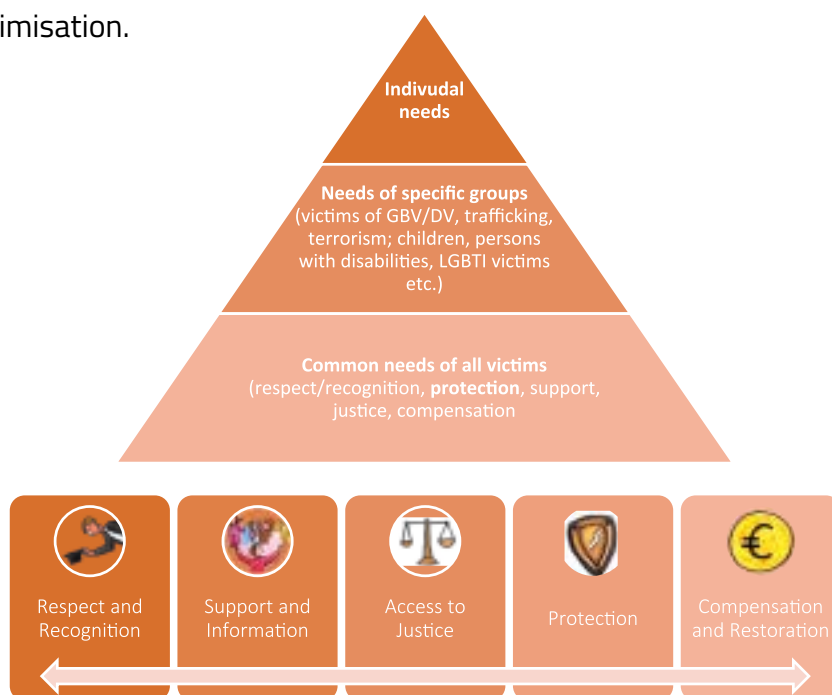 imisation.
Indivudal
needs
Needs of specific groups
(victims of GBV/DV, trafficking,
terrorism; children, persons
with disabilities, LGBTI victims
etc.)
Common needs of all victims
(respect/recognition, protection, support,
justice, compensation
Respect and
Recognition
Support and
Information
Access to
Justice
Protection
Compensation
and Restoration